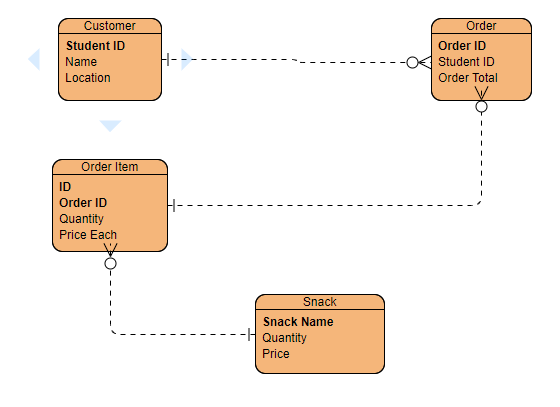 Customer
Student ID
Name
Location
Order
Order ID
Student ID
Order Total
Order Item
ID
Order ID
Quantity
Price Each
Snack
Snack Name
Quantity
Price